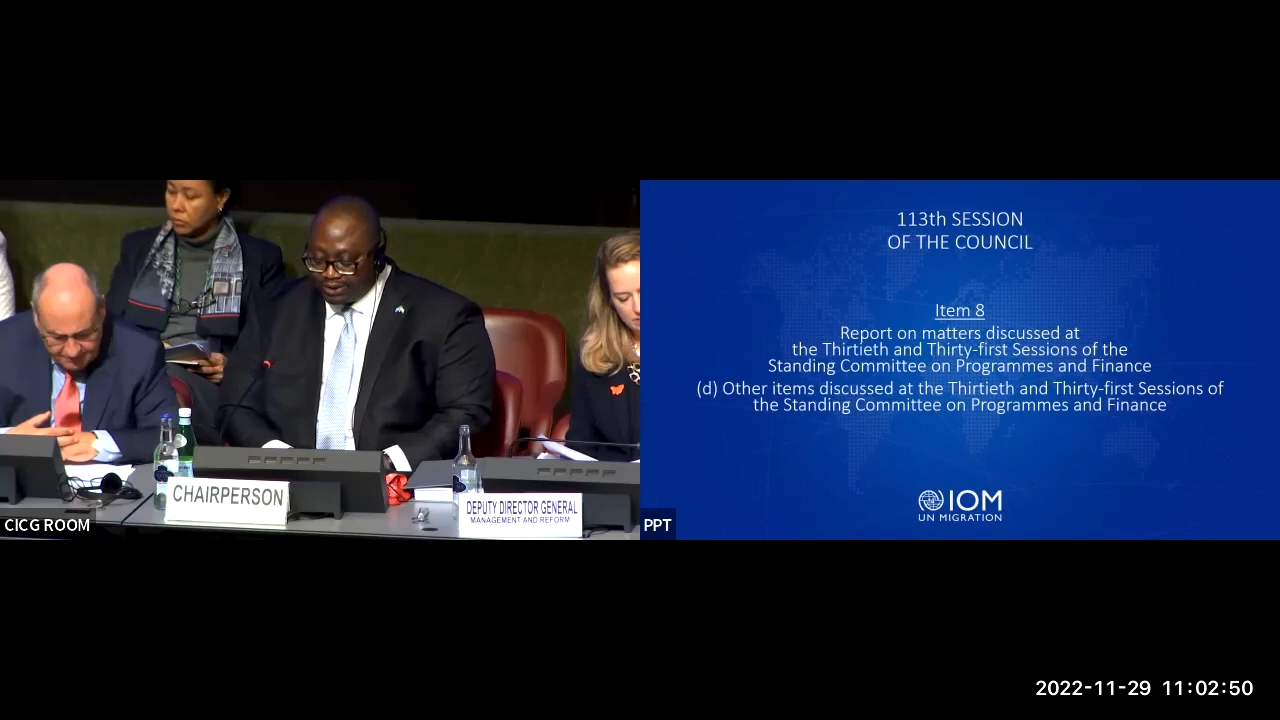 CHAIRPERSON
DEPUTY DIRECTOR GENERAL
MANAGEMENT AND REFORM
CICG ROOM
113th SESSION
OF THE COUNCIL
Item 8
Report on matters discussed at
the Thirtieth and Thirty-first Sessions of the
Standing Committee on Programmes and Finance
(d) Other items discussed at the Thirtieth and Thirty-first Sessions of
the Standing Committee on Programmes and Finance
IOM
UN MIGRATION
PPT
2022-11-29 11:02:50